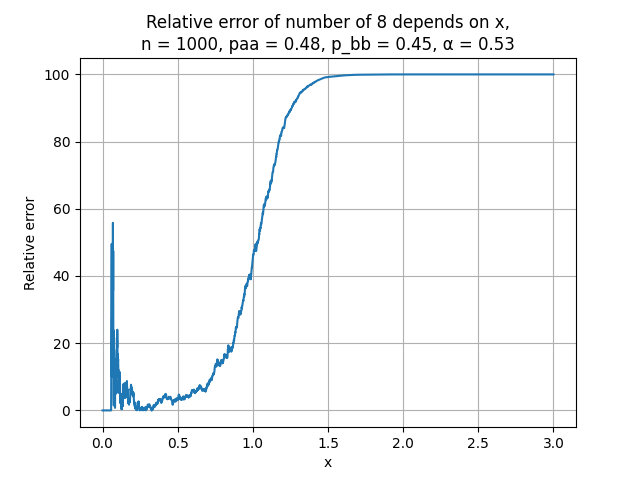 Relative error of number of 8 depends on x,
n = 1000, paa = 0.48, p_bb = 0.45, α = 0.53
100
80
60
40
20
0
Relative error
0.0 0.5 1.0 1.5 2.0 2.5 3.0
x